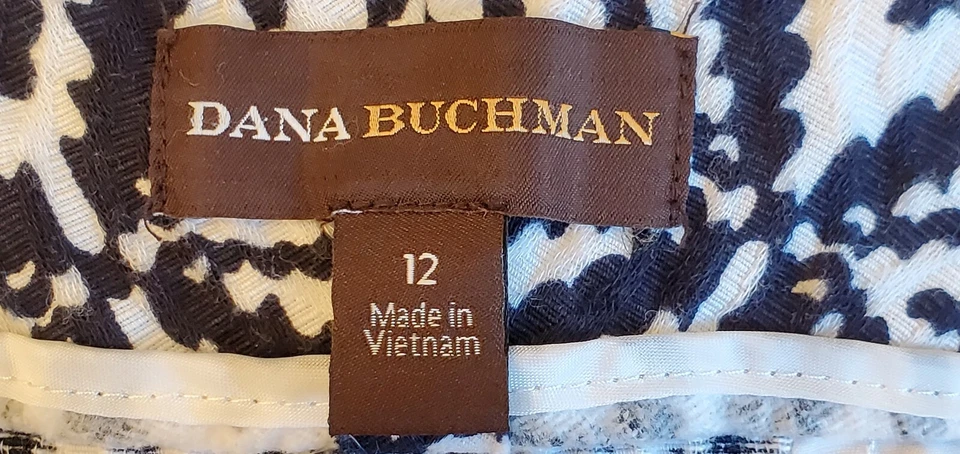 DANA BUCHMAN
12
Made in
Vietnam